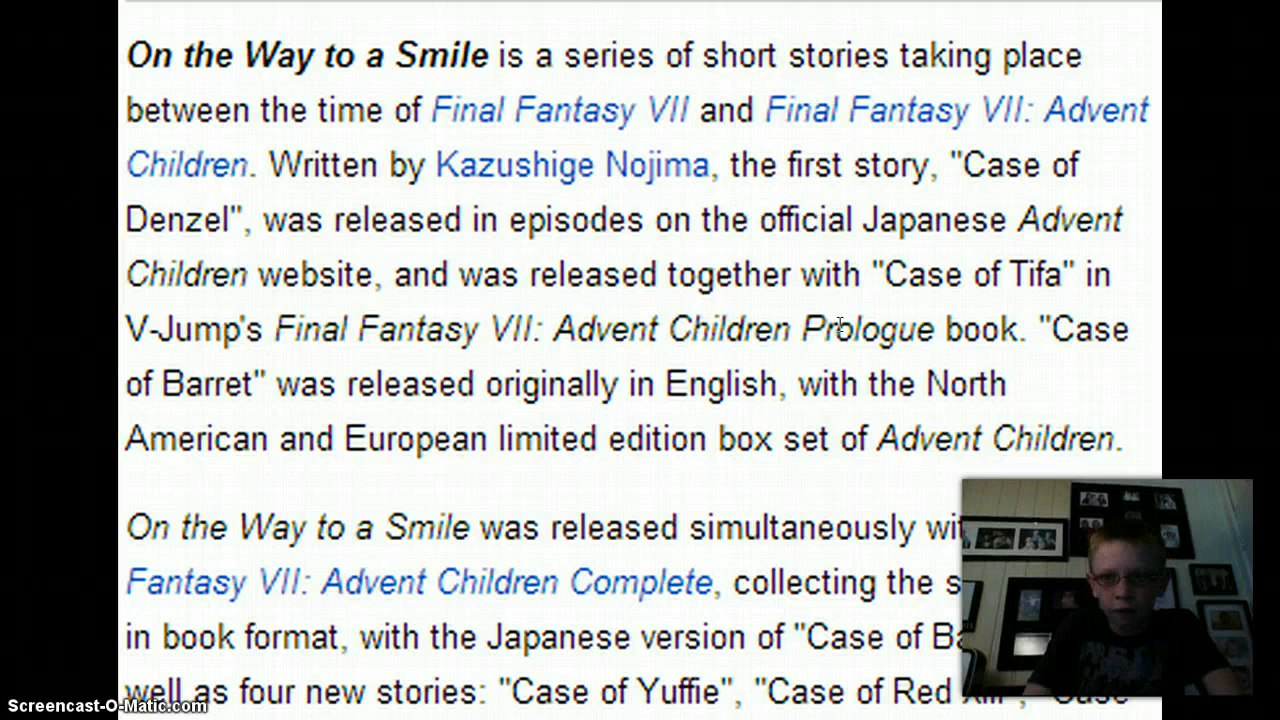 On the Way to a Smile is a series of short stories taking place
between the time of Final Fantasy VII and Final Fantasy VII: Advent
Children. Written by Kazushige Nojima, the first story, "Case of
Denzel", was released in episodes on the official Japanese Advent
Children website, and was released together with "Case of Tifa" in
V-Jump's Final Fantasy VII: Advent Children Prologue book. "Case
of Barret" was released originally in English, with the North
American and European limited edition box set of Advent Children.
On the Way to a Smile was released simultaneously
Fantasy VII: Advent Children Complete, collecting the
in book format, with the Japanese version of "Case of
well as four new stories: "Case of Yuffie", "Case of Red
Screencast-O-Matic.com